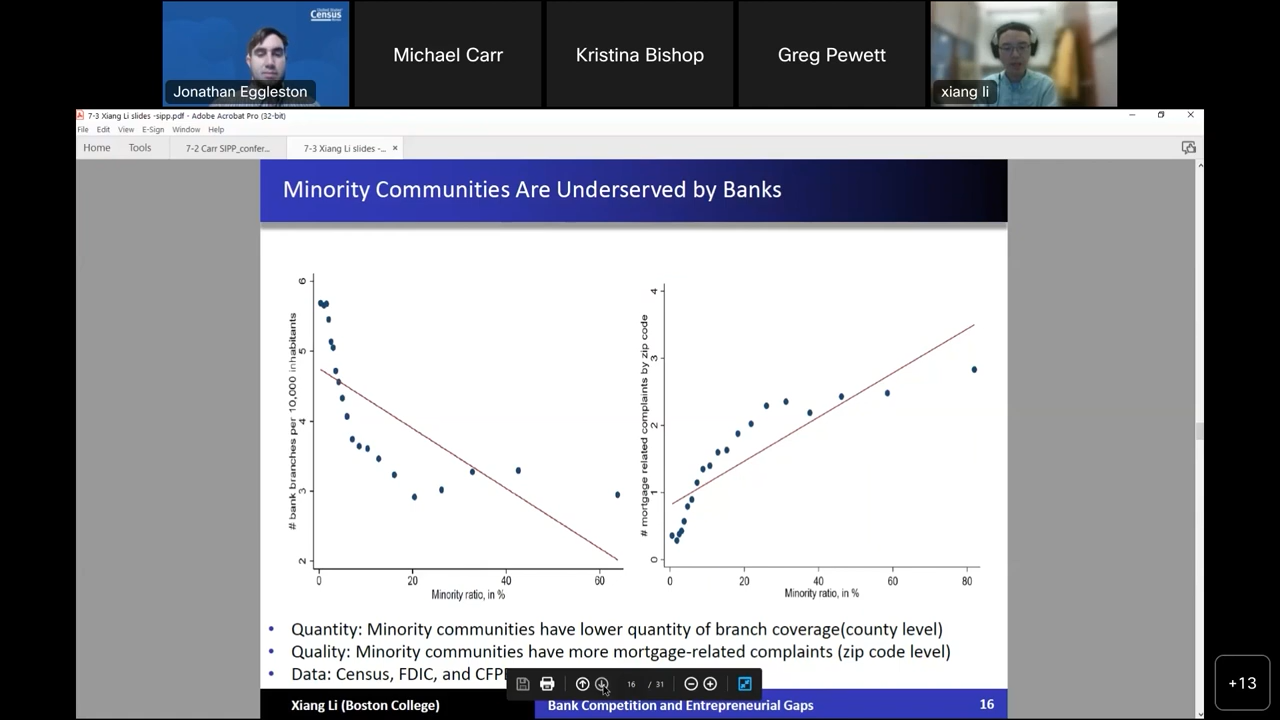 United States
Census
Jonathan Eggleston
Michael Carr
Kristina Bishop
Greg Pewett
xiang li
7-3 Xiang Li slides -sipp.pdf - Adobe Acrobat Pro (32-bit)
File Edit View E-Sign Window Help
Home Tools 7-2 Carr SIPP_confer... 7-3 Xiang Li slides -... ×
Minority Communities Are Underserved by Banks
# bank branches per 10,000 inhabitants
6
5
4
3
2
0 20 40 60
Minority ratio, in %
# mortgage related complaints by zip code
4
3
2
1
0
0 20 40 60 80
Minority ratio, in %
• Quantity: Minority communities have lower quantity of branch coverage(county level)
• Quality: Minority communities have more mortgage-related complaints (zip code level)
• Data: Census, FDIC, and CFP
16 / 31
Xiang Li (Boston College) Bank Competition and Entrepreneurial Gaps 16
+13